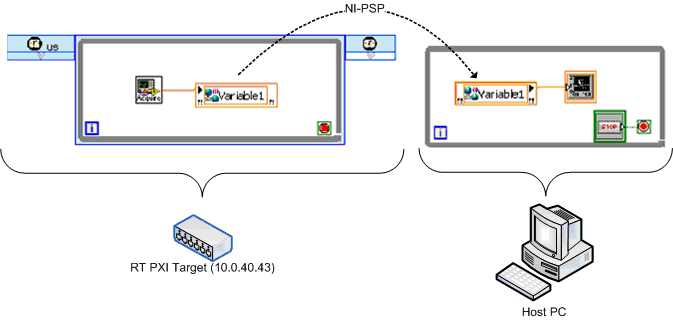 NI-PSP
us
Acquire
Variable1
Variable1
STOP
i
i
RT PXI Target (10.0.40.43)
Host PC